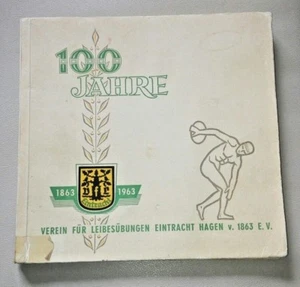 100
JAHRE
1863 1963
VEREIN FÜR LEIBESÜBUNGEN EINTRACHT HAGEN v. 1863 E. V.